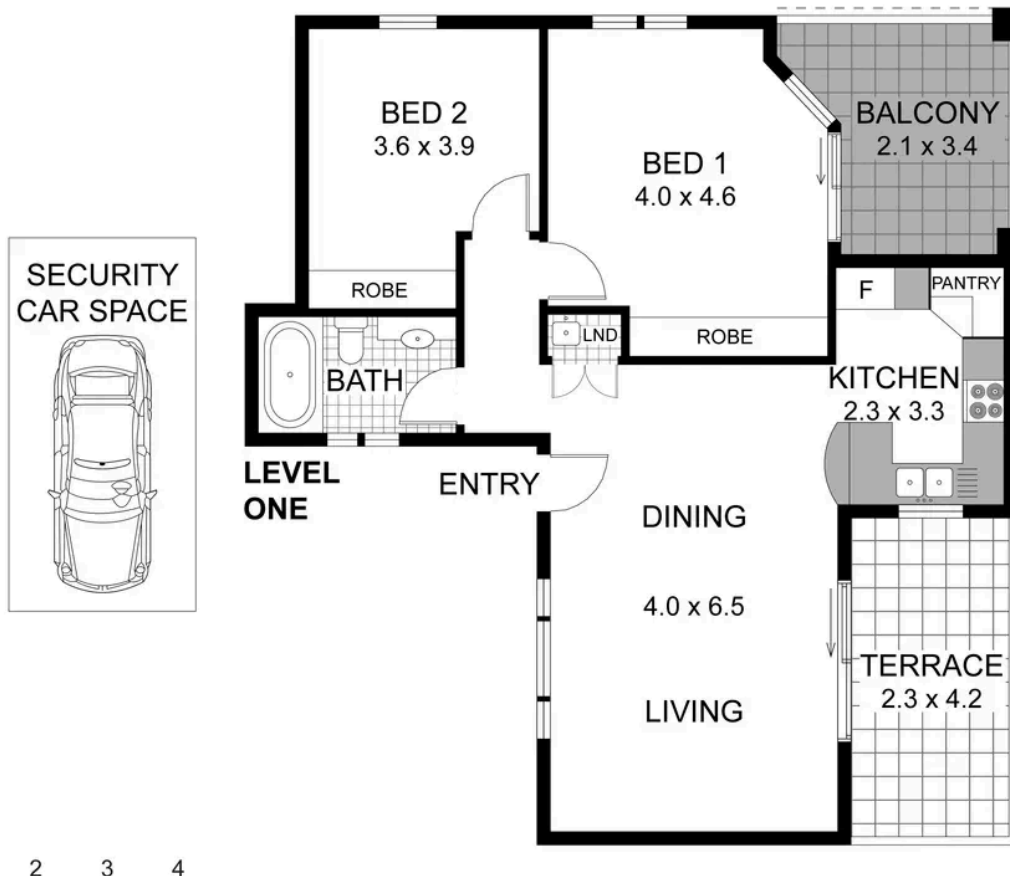 BED 2
3.6 x 3.9
BED 1
4.0 x 4.6
BALCONY
2.1 x 3.4
SECURITY
CAR SPACE
ROBE
F
PANTRY
LND
ROBE
BATH
KITCHEN
2.3 x 3.3
LEVEL
ONE
ENTRY
DINING
4.0 x 6.5
LIVING
TERRACE
2.3 x 4.2
2 3 4